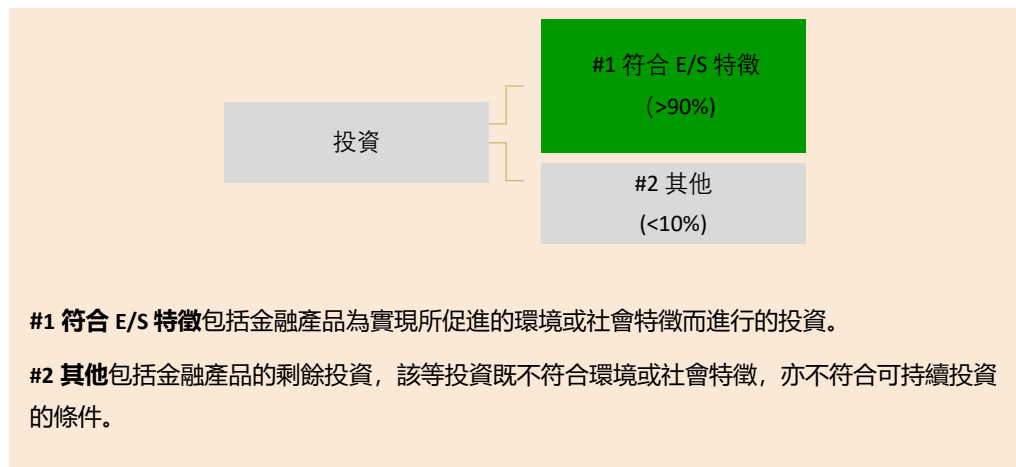 #1 符合 E/S 特徵
（>90%)
投資
#2 其他
(<10%)
#1 符合 E/S 特徵包括金融產品為實現所促進的環境或社會特徵而進行的投資。
#2 其他包括金融產品的剩餘投資，該等投資既不符合環境或社會特徵，亦不符合可持續投資
的條件。